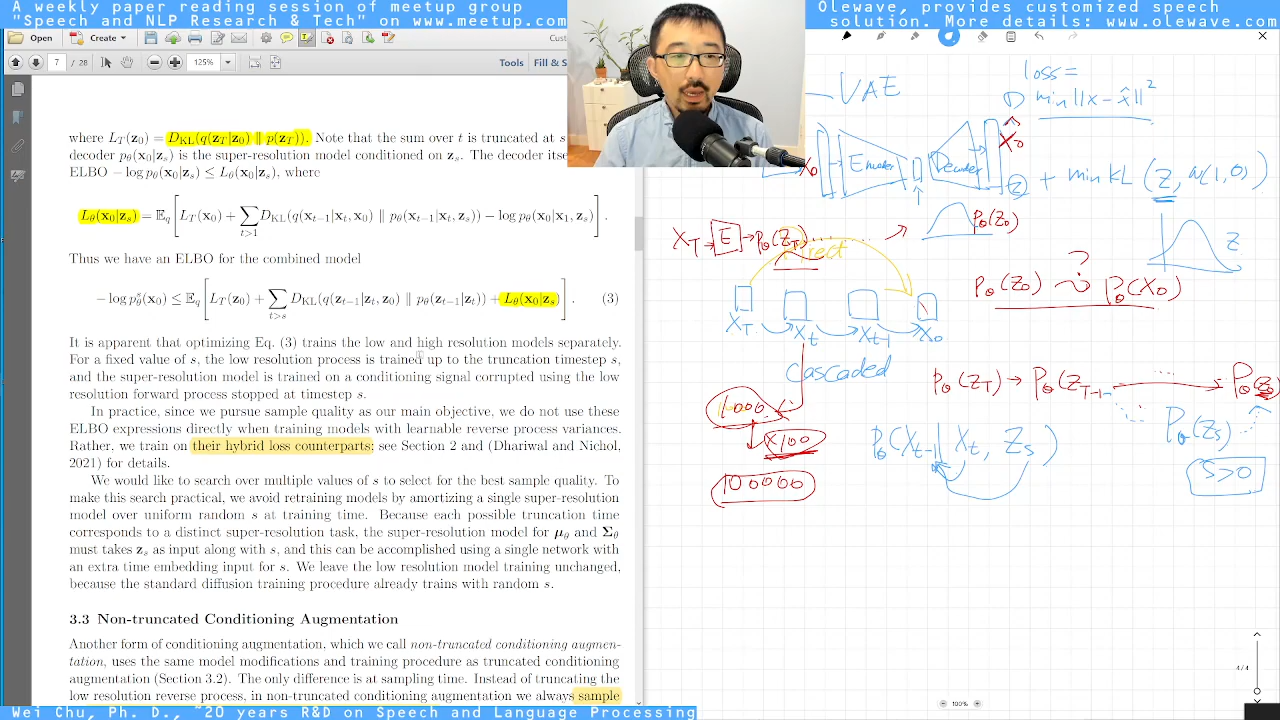 A weekly paper reading session of meetup group
"Speech and NLP Research & Tech" on www.meetup.com
Olewave provides customized speech
solution. More details: www.olewave.com
Open
Create
7 / 28
125%
Tools
Fill & S
where L_T(z_0) = D_KL(q(z_T|z_0) ∥ p(z_T)). Note that the sum over t is truncated at s
decoder p_θ(x_0|z_s) is the super-resolution model conditioned on z_s. The decoder itse
ELBO − log p_θ(x_0|z_s) ≤ L_θ(x_0|z_s), where
L_θ(x_0|z_s) = 𝔼_q [ L_T(x_0) + ∑_{t>1} D_KL(q(x_{t−1}|x_t, x_0) ∥ p_θ(x_{t−1}|x_t, z_s)) − log p_θ(x_0|x_1, z_s) ] .
Thus we have an ELBO for the combined model
− log p_θ^s(x_0) ≤ 𝔼_q [ L_T(z_0) + ∑_{t>s} D_KL(q(z_{t−1}|z_t, z_0) ∥ p_θ(z_{t−1}|z_t)) + L_θ(x_0|z_s) ] . (3)
It is apparent that optimizing Eq. (3) trains the low and high resolution models separately.
For a fixed value of s, the low resolution process is trained up to the truncation timestep s,
and the super-resolution model is trained on a conditioning signal corrupted using the low
resolution forward process stopped at timestep s.
In practice, since we pursue sample quality as our main objective, we do not use these
ELBO expressions directly when training models with learnable reverse process variances.
Rather, we train on their hybrid loss counterparts; see Section 2 and (Dhariwal and Nichol,
2021) for details.
We would like to search over multiple values of s to select for the best sample quality. To
make this search practical, we avoid retraining models by amortizing a single super-resolution
model over uniform random s at training time. Because each possible truncation time
corresponds to a distinct super-resolution task, the super-resolution model for μ_θ and Σ_θ
must takes z_s as input along with s, and this can be accomplished using a single network with
an extra time embedding input for s. We leave the low resolution model training unchanged,
because the standard diffusion training procedure already trains with random s.
3.3 Non-truncated Conditioning Augmentation
Another form of conditioning augmentation, which we call non-truncated conditioning augmen-
tation, uses the same model modifications and training procedure as truncated conditioning
augmentation (Section 3.2). The only difference is at sampling time. Instead of truncating the
low resolution reverse process, in non-truncated conditioning augmentation we always sample
VAE
loss =
① min ||x − x̂||²
x_0
Encoder
Decoder
x_0
② + min KL (Z, N(1,0))
X_T → E → P_θ(Z_T) ......
P_θ(Z_0)
Z
rect
P_θ(Z_0) ∼ P_θ(X_0)
?
X_T
X_t
X_t-1
X_0
cascaded
P_θ(Z_T) → P_θ(Z_T-1 ... P_θ(Z_0
1000
×100
100000
P_θ(X_t-1 | X_t, Z_s)
P_θ(Z_s)
S>0
4/4
100%
Wei Chu, Ph. D., ~20 years R&D on Speech and Language Processing